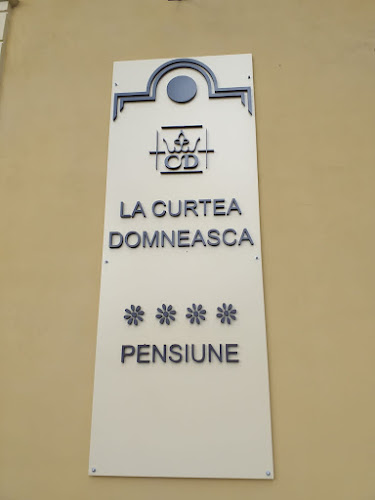 CD
LA CURTEA
DOMNEASCA
PENSIUNE